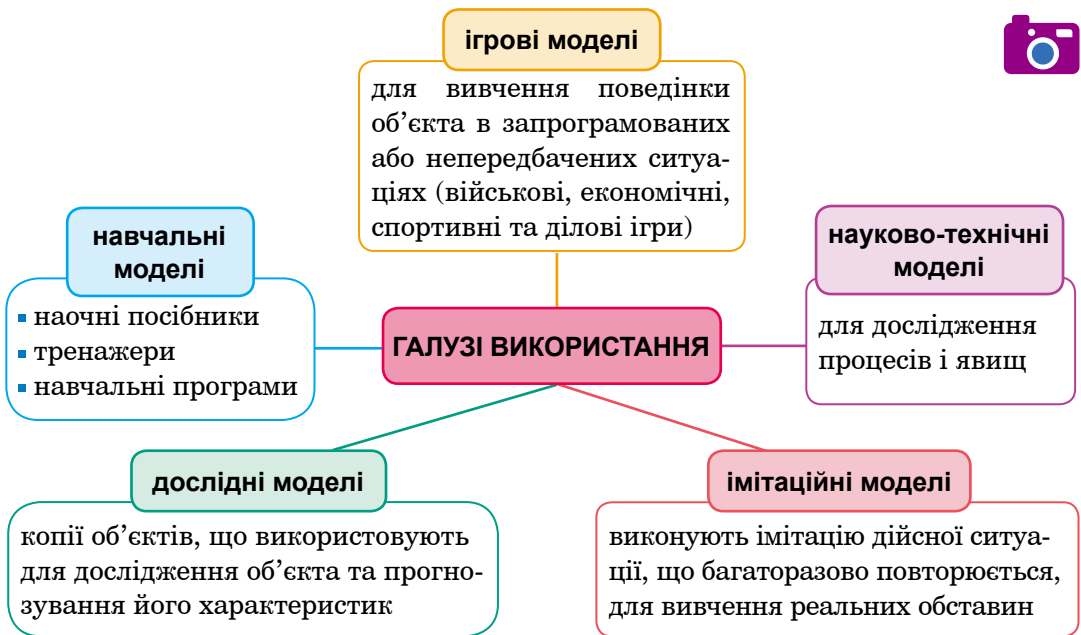 ігрові моделі
для вивчення поведінки
об’єкта в запрограмованих
або непередбачених ситуа-
ціях (військові, економічні,
спортивні та ділові ігри)
навчальні
моделі
наочні посібники
тренажери
навчальні програми
ГАЛУЗІ ВИКОРИСТАННЯ
науково-технічні
моделі
для дослідження
процесів і явищ
дослідні моделі
копії об’єктів, що використовують
для дослідження об’єкта та прогно-
зування його характеристик
імітаційні моделі
виконують імітацію дійсної ситуа-
ції, що багаторазово повторюється,
для вивчення реальних обставин